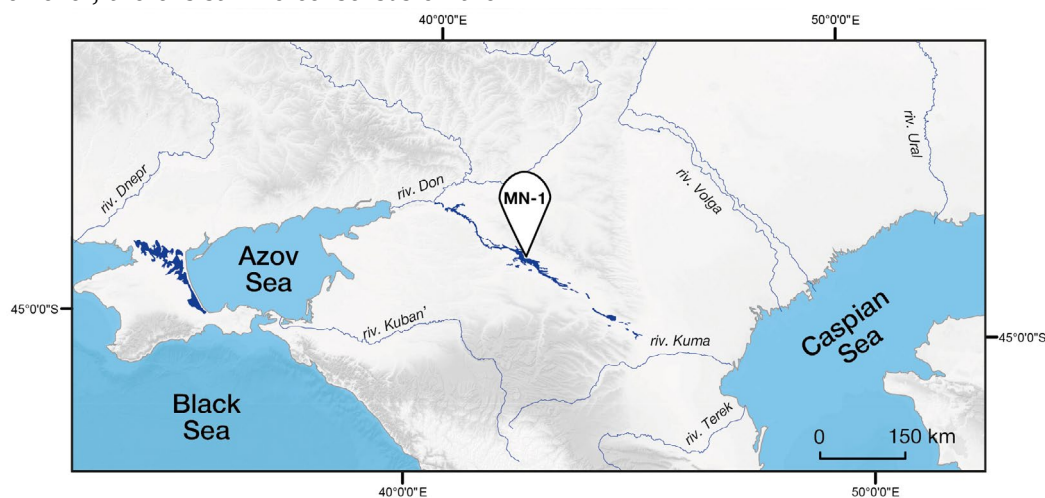 40°0'0"E
50°0'0"E
riv. Ural
riv. Dnepr
riv. Don
riv. Volga
MN-1
Azov
Sea
45°0'0"S
riv. Kuban'
riv. Kuma
Caspian
Sea
45°0'0"S
Black
Sea
riv. Terek
0 150 km
40°0'0"E
50°0'0"E